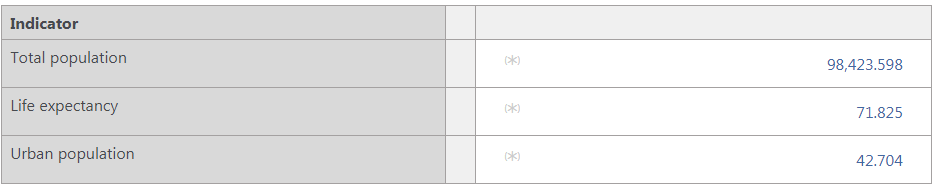 Indicator
Total population (*) 98,423.598
Life expectancy (*) 71.825
Urban population (*) 42.704